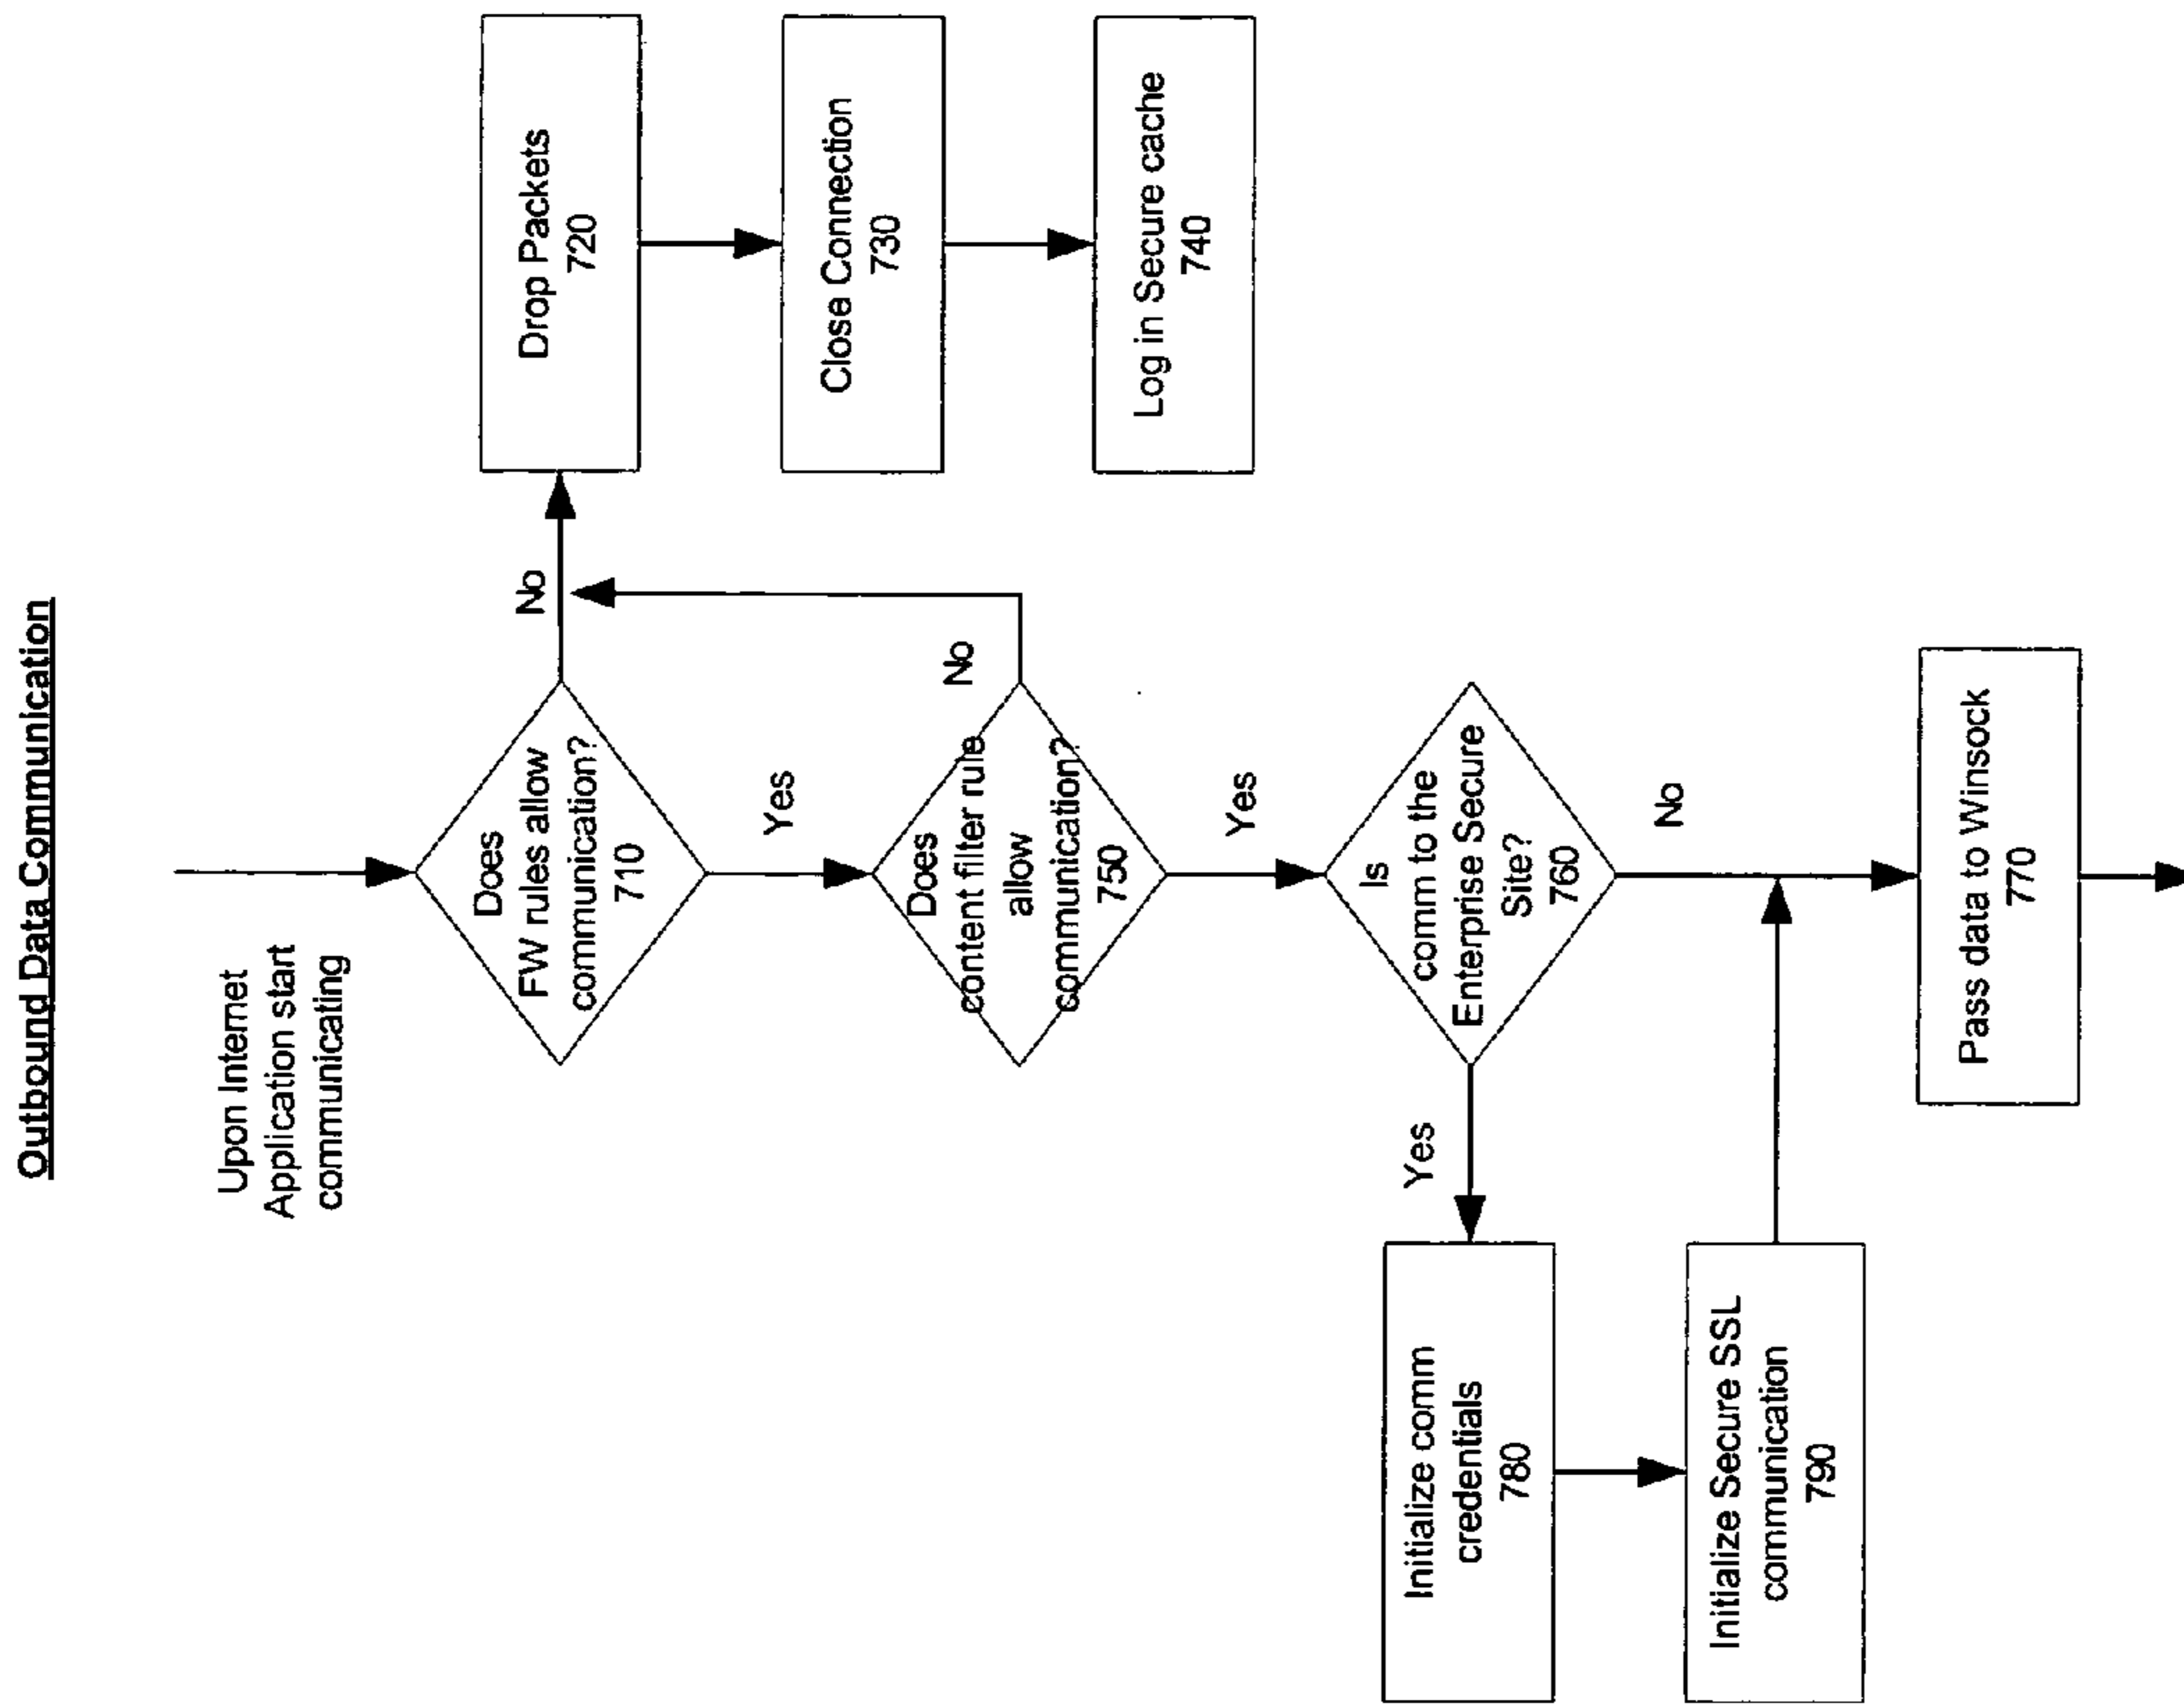 Outbound Data Communication
Upon Internet
Application start
communicating
Does
FW rules allow
communication?
710
No
Drop Packets
720
Close Connection
730
Log in Secure cache
740
Yes
Does
content filter rule
allow
communication?
750
No
Yes
Is
comm to the
Enterprise Secure
Site?
760
Yes
No
Initialize comm
credentials
780
Initialize Secure SSL
communication
790
Pass data to Winsock
770